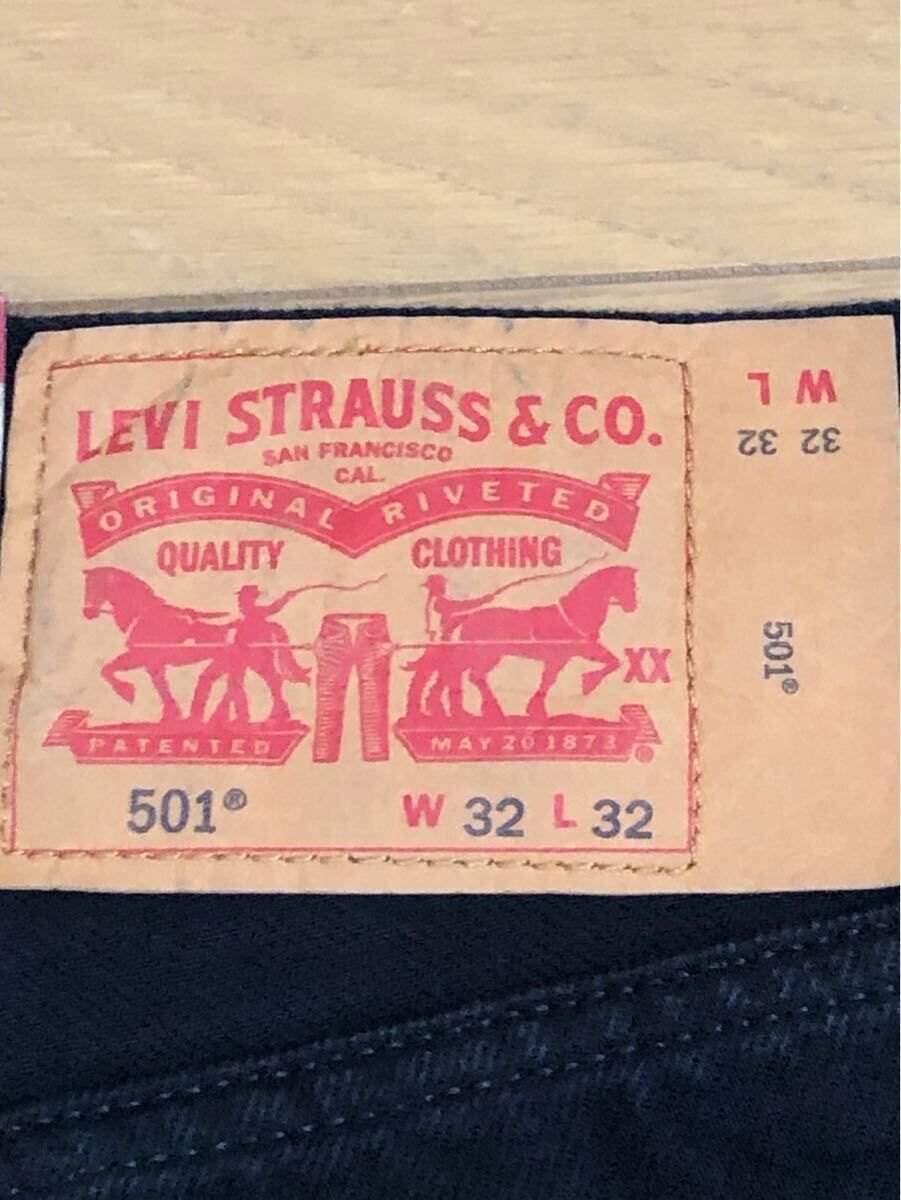 LEVI STRAUSS & CO.
SAN FRANCISCO
CAL.
ORIGINAL RIVETED
QUALITY CLOTHING
XX
PATENTED MAY 20 1873 ®
501® W 32 L 32
W L
32 32
501®